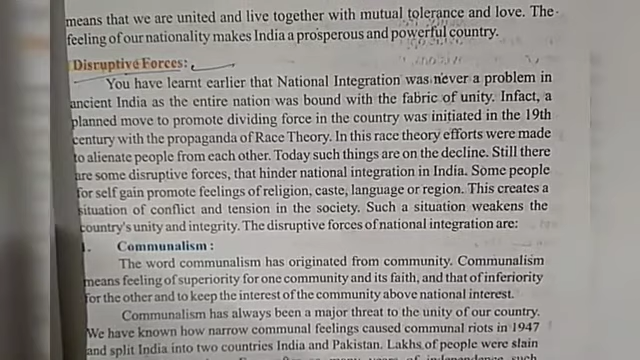 means that we are united and live together with mutual tolerance and love. The
feeling of our nationality makes India a prosperous and powerful country.
Disruptive Forces:
You have learnt earlier that National Integration was never a problem in
ancient India as the entire nation was bound with the fabric of unity. Infact, a
planned move to promote dividing force in the country was initiated in the 19th
century with the propaganda of Race Theory. In this race theory efforts were made
to alienate people from each other. Today such things are on the decline. Still there
are some disruptive forces, that hinder national integration in India. Some people
for self gain promote feelings of religion, caste, language or region. This creates a
situation of conflict and tension in the society. Such a situation weakens the
country's unity and integrity. The disruptive forces of national integration are:
1. Communalism :
The word communalism has originated from community. Communalism
means feeling of superiority for one community and its faith, and that of inferiority
for the other and to keep the interest of the community above national interest.
Communalism has always been a major threat to the unity of our country.
We have known how narrow communal feelings caused communal riots in 1947
and split India into two countries India and Pakistan. Lakhs of people were slain